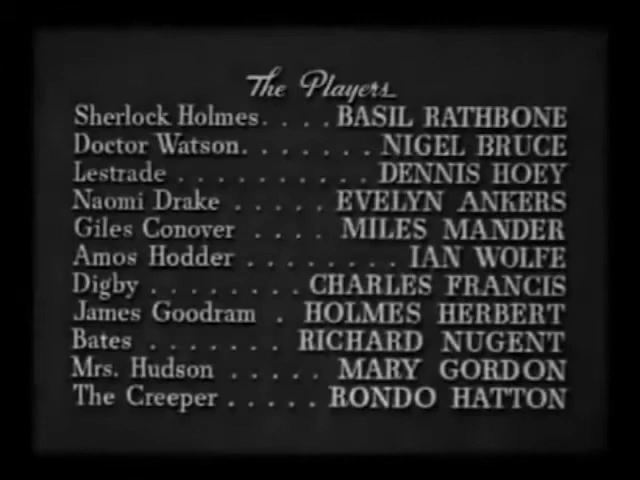 The Players
Sherlock Holmes. . . . BASIL RATHBONE
Doctor Watson. . . . . . . NIGEL BRUCE
Lestrade . . . . . . . . . . DENNIS HOEY
Naomi Drake . . . . . EVELYN ANKERS
Giles Conover . . . . MILES MANDER
Amos Hodder . . . . . . . . IAN WOLFE
Digby . . . . . . . . CHARLES FRANCIS
James Goodram . HOLMES HERBERT
Bates . . . . . . . RICHARD NUGENT
Mrs. Hudson . . . . . MARY GORDON
The Creeper . . . . . RONDO HATTON